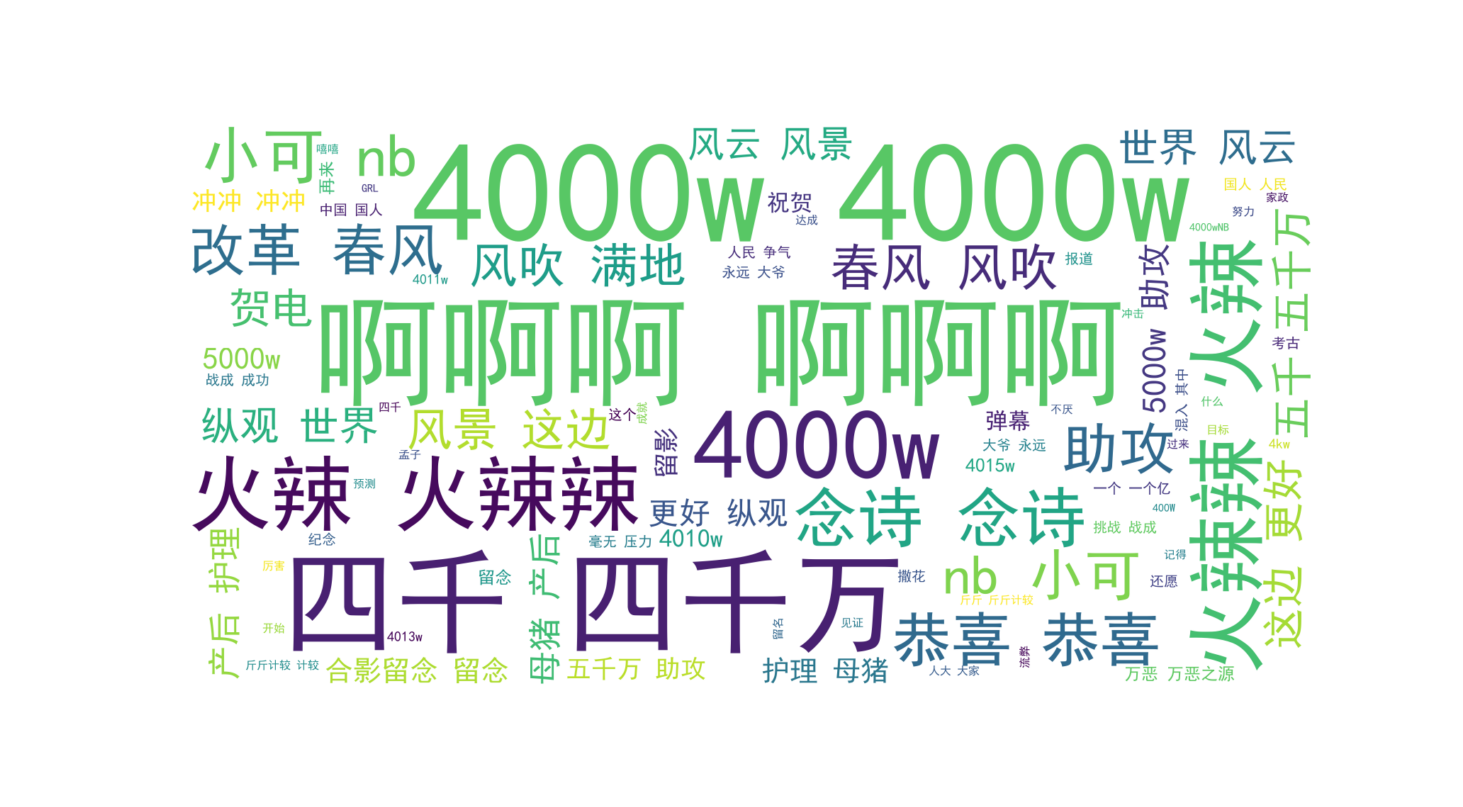 小可
嘻嘻
再来
nb
4000w
风云 风景
4000w
世界 风云
冲冲 冲冲
GRL
中国 国人
祝贺
达成
国人 人民
家政
努力
4000wNB
改革 春风
4011w
风吹 满地
人民 争气
永远 大爷
春风 风吹
报道
助攻
火辣
五千 五千万
贺电
啊啊啊 啊啊啊
冲击
5000w
战成 成功
5000w
考古
混入 其中
什么
纵观 世界
四千
风景 这边
这个
成就
留影
4000w
弹幕
不厌
大爷 永远
4015w
助攻
过来
目标
4kw
火辣 火辣辣
孟子
预测
更好 纵观
念诗 念诗
一个 一个亿
400W
挑战 战成
火辣辣
更好
产后 护理
纪念
毫无 压力
4010w
母猪 产后
厉害
四千 四千万
留念
撒花
nb 小可
还愿
记得
这边
开始
4013w
斤斤 斤斤计较
留名
见证
恭喜 恭喜
流弊
斤斤计较 计较
合影留念 留念
五千万 助攻
护理 母猪
人大 大家
万恶 万恶之源